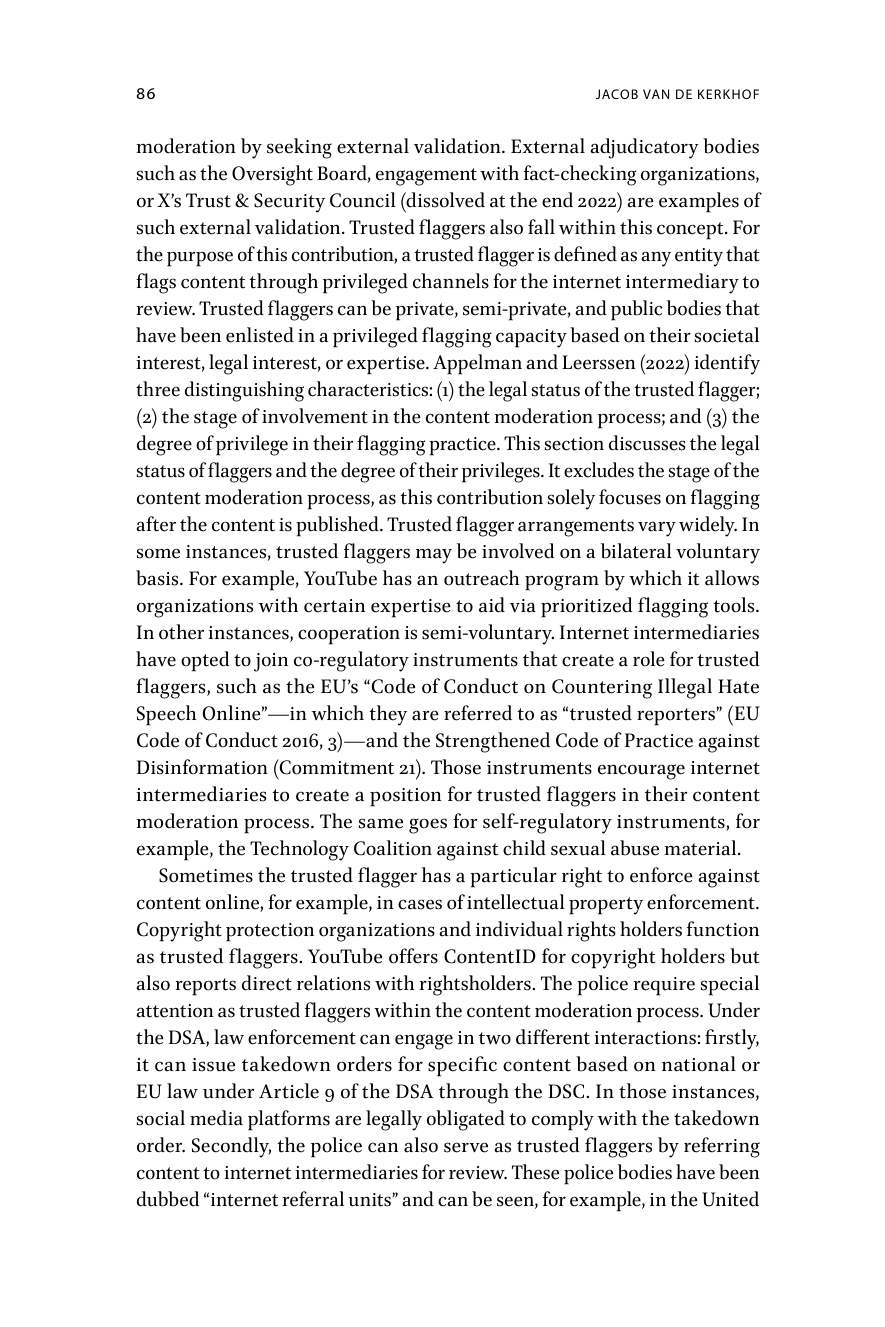 86
JACOB VAN DE KERKHOF
moderation by seeking external validation. External adjudicatory bodies
such as the Oversight Board, engagement with fact-checking organizations,
or X’s Trust & Security Council (dissolved at the end 2022) are examples of
such external validation. Trusted flaggers also fall within this concept. For
the purpose of this contribution, a trusted flagger is defined as any entity that
flags content through privileged channels for the internet intermediary to
review. Trusted flaggers can be private, semi-private, and public bodies that
have been enlisted in a privileged flagging capacity based on their societal
interest, legal interest, or expertise. Appelman and Leerssen (2022) identify
three distinguishing characteristics: (1) the legal status of the trusted flagger;
(2) the stage of involvement in the content moderation process; and (3) the
degree of privilege in their flagging practice. This section discusses the legal
status of flaggers and the degree of their privileges. It excludes the stage of the
content moderation process, as this contribution solely focuses on flagging
after the content is published. Trusted flagger arrangements vary widely. In
some instances, trusted flaggers may be involved on a bilateral voluntary
basis. For example, YouTube has an outreach program by which it allows
organizations with certain expertise to aid via prioritized flagging tools.
In other instances, cooperation is semi-voluntary. Internet intermediaries
have opted to join co-regulatory instruments that create a role for trusted
flaggers, such as the EU’s “Code of Conduct on Countering Illegal Hate
Speech Online”—in which they are referred to as “trusted reporters” (EU
Code of Conduct 2016, 3)—and the Strengthened Code of Practice against
Disinformation (Commitment 21). Those instruments encourage internet
intermediaries to create a position for trusted flaggers in their content
moderation process. The same goes for self-regulatory instruments, for
example, the Technology Coalition against child sexual abuse material.
Sometimes the trusted flagger has a particular right to enforce against
content online, for example, in cases of intellectual property enforcement.
Copyright protection organizations and individual rights holders function
as trusted flaggers. YouTube offers ContentID for copyright holders but
also reports direct relations with rightsholders. The police require special
attention as trusted flaggers within the content moderation process. Under
the DSA, law enforcement can engage in two different interactions: firstly,
it can issue takedown orders for specific content based on national or
EU law under Article 9 of the DSA through the DSC. In those instances,
social media platforms are legally obligated to comply with the takedown
order. Secondly, the police can also serve as trusted flaggers by referring
content to internet intermediaries for review. These police bodies have been
dubbed “internet referral units” and can be seen, for example, in the United